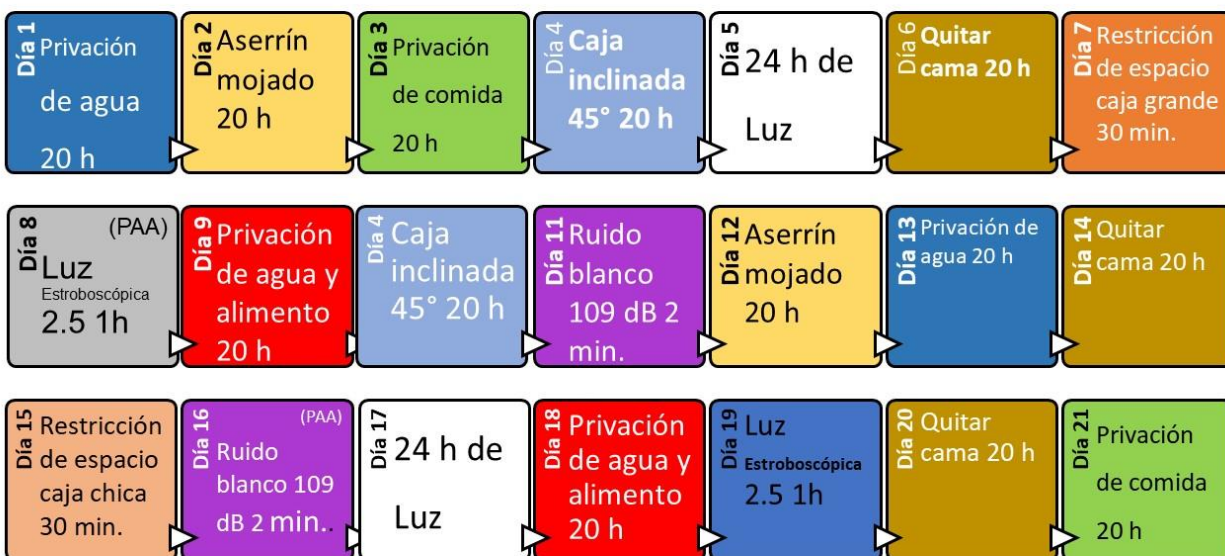 Día 1
Privación
de agua
20 h
Día 2
Aserrín
mojado
20 h
Día 3
Privación
de comida
20 h
Día 4
Caja
inclinada
45° 20 h
Día 5
24 h de
Luz
Día 6
Quitar
cama 20 h
Día 7
Restricción
de espacio
caja grande
30 min.
Día 8
(PAA)
Luz
Estroboscópica
2.5 1h
Día 9
Privación
de agua y
alimento
20 h
Día 4
Caja
inclinada
45° 20 h
Día 11
Ruido
blanco
109 dB 2
min.
Día 12
Aserrín
mojado
20 h
Día 13
Privación de
agua 20 h
Día 14
Quitar
cama 20 h
Día 15
Restricción
de espacio
caja chica
30 min.
Día 16
(PAA)
Ruido
blanco 109
dB 2 min..
Día 17
24 h de
Luz
Día 18
Privación
de agua y
alimento
20 h
Día 19
Luz
Estroboscópica
2.5 1h
Día 20
Quitar
cama 20 h
Día 21
Privación
de comida
20 h